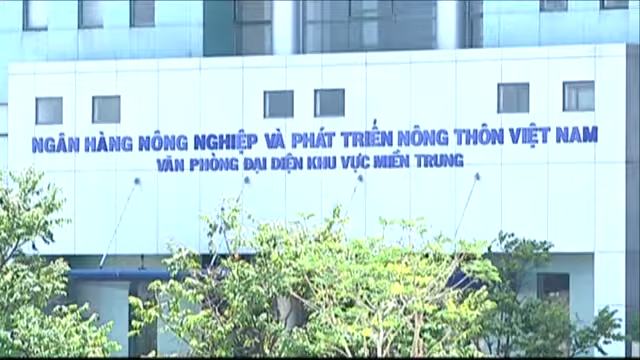 NGÂN HÀNG NÔNG NGHIỆP VÀ PHÁT TRIỂN NÔNG THÔN VIỆT NAM
VĂN PHÒNG ĐẠI DIỆN KHU VỰC MIỀN TRUNG